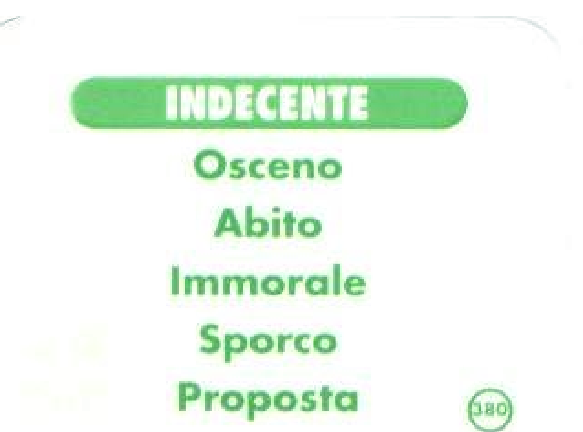 INDECENTE
Osceno
Abito
Immorale
Sporco
Proposta
380